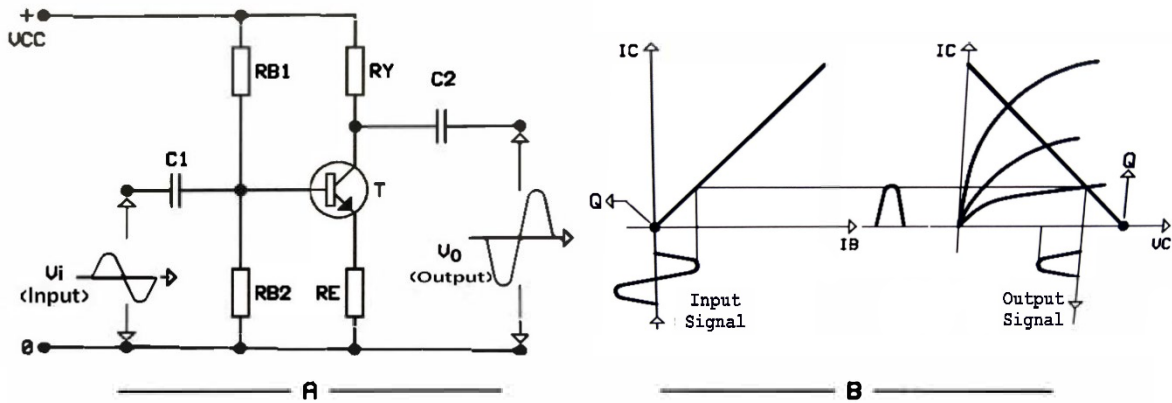 +
VCC
RB1
RY
C2
C1
T
Vi
(Input)
RB2
RE
VO
(Output)
0
A
IC
Q
IB
Input
Signal
IC
Q
VC
Output
Signal
B